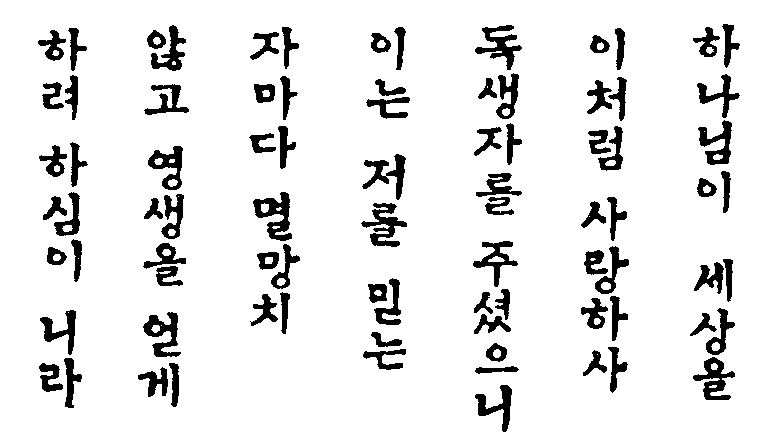 하나님이 세상을
이처럼 사랑하사
독생자를 주셨으니
이는 저를 믿는
자마다 멸망치
않고 영생을 얻게
하려 하심이 니라